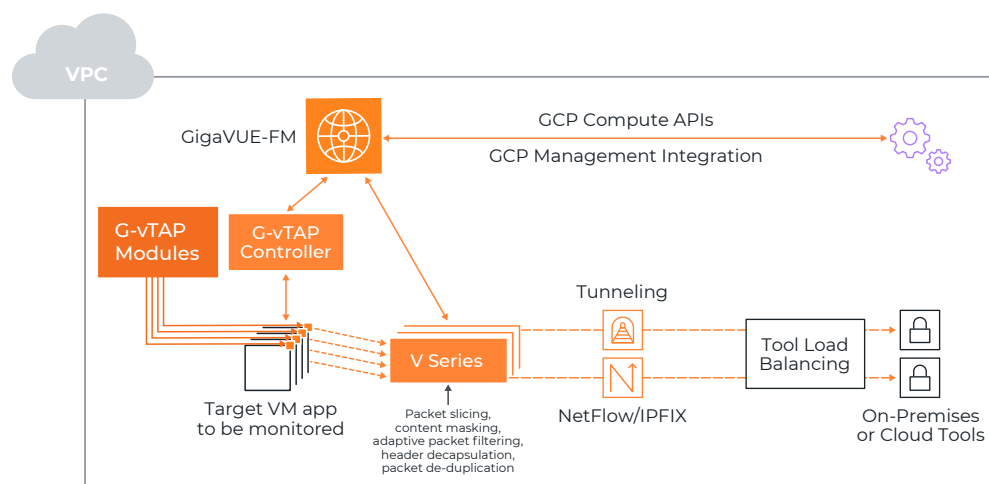 VPC
GigaVUE-FM
GCP Compute APIs
GCP Management Integration
G-vTAP
Modules
G-vTAP
Controller
Tunneling
V Series
Tool Load
Balancing
Target VM app
to be monitored
Packet slicing,
content masking,
adaptive packet filtering,
header decapsulation,
packet de-duplication
NetFlow/IPFIX
On-Premises
or Cloud Tools